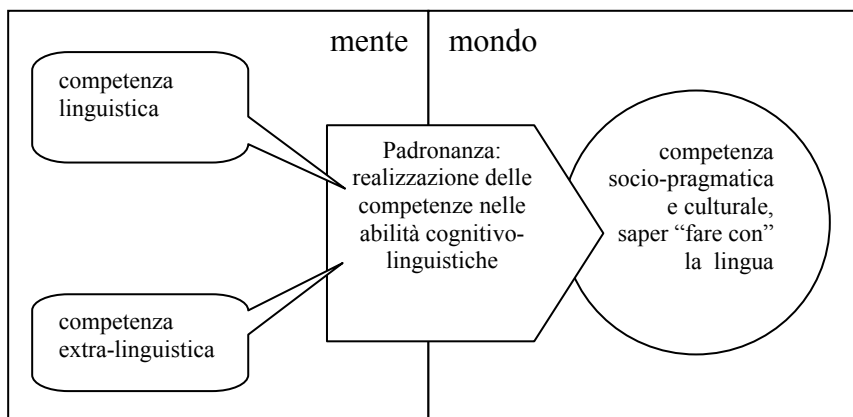 mente
mondo
competenza
linguistica
Padronanza:
realizzazione delle
competenze nelle
abilità cognitivo-
linguistiche
competenza
socio-pragmatica
e culturale,
saper “fare con”
la lingua
competenza
extra-linguistica